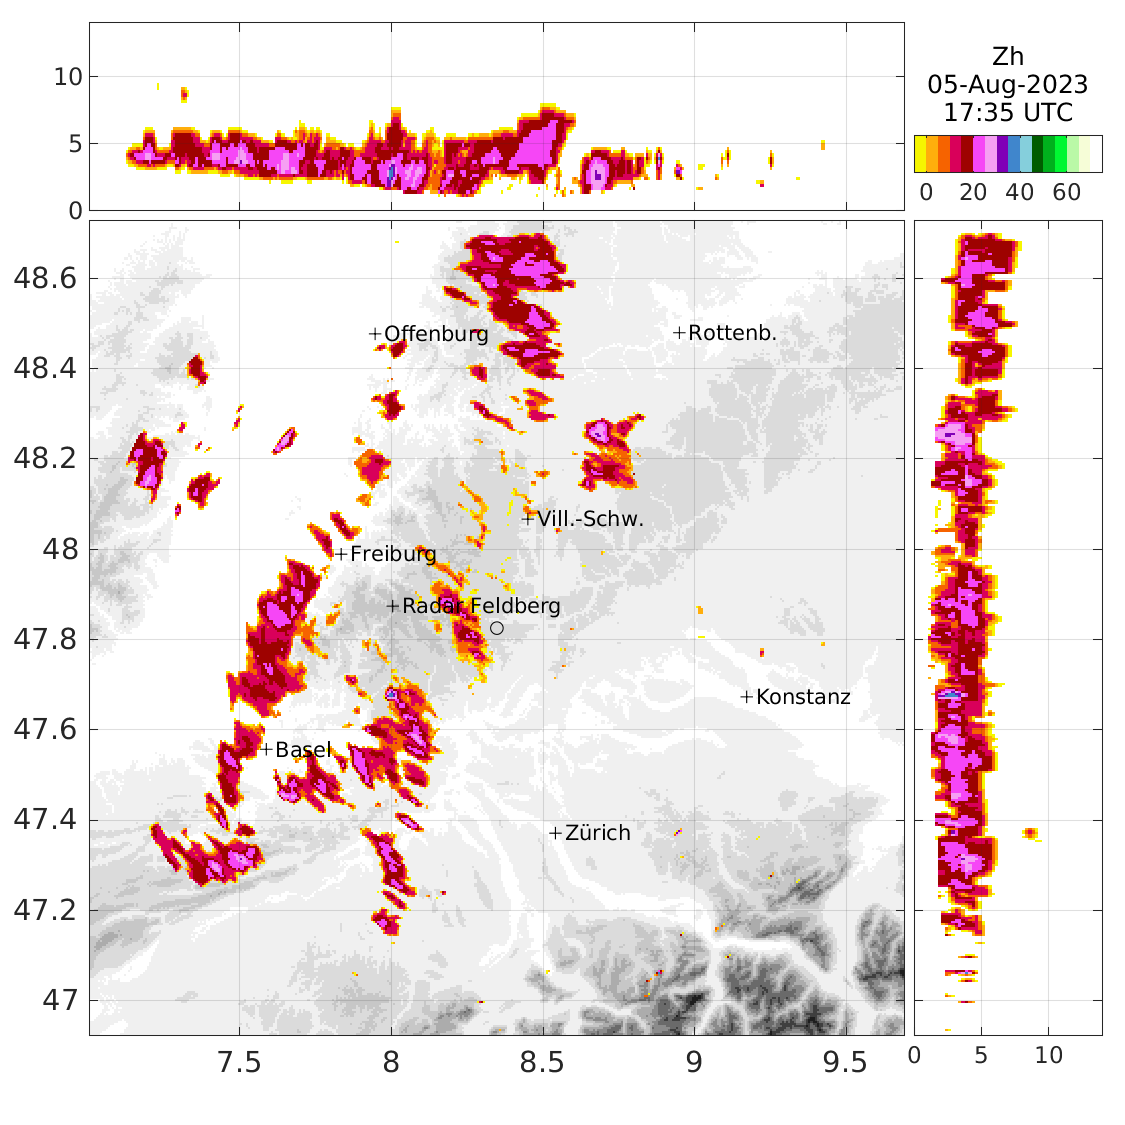 Zh
05-Aug-2023
17:35 UTC
0 20 40 60
10
5
0
48.6
48.4
48.2
48
47.8
47.6
47.4
47.2
47
+Offenburg
+Rottenb.
+Vill.-Schw.
+Freiburg
+Radar Feldberg
+Konstanz
+Basel
+Zürich
7.5 8 8.5 9 9.5
0 5 10